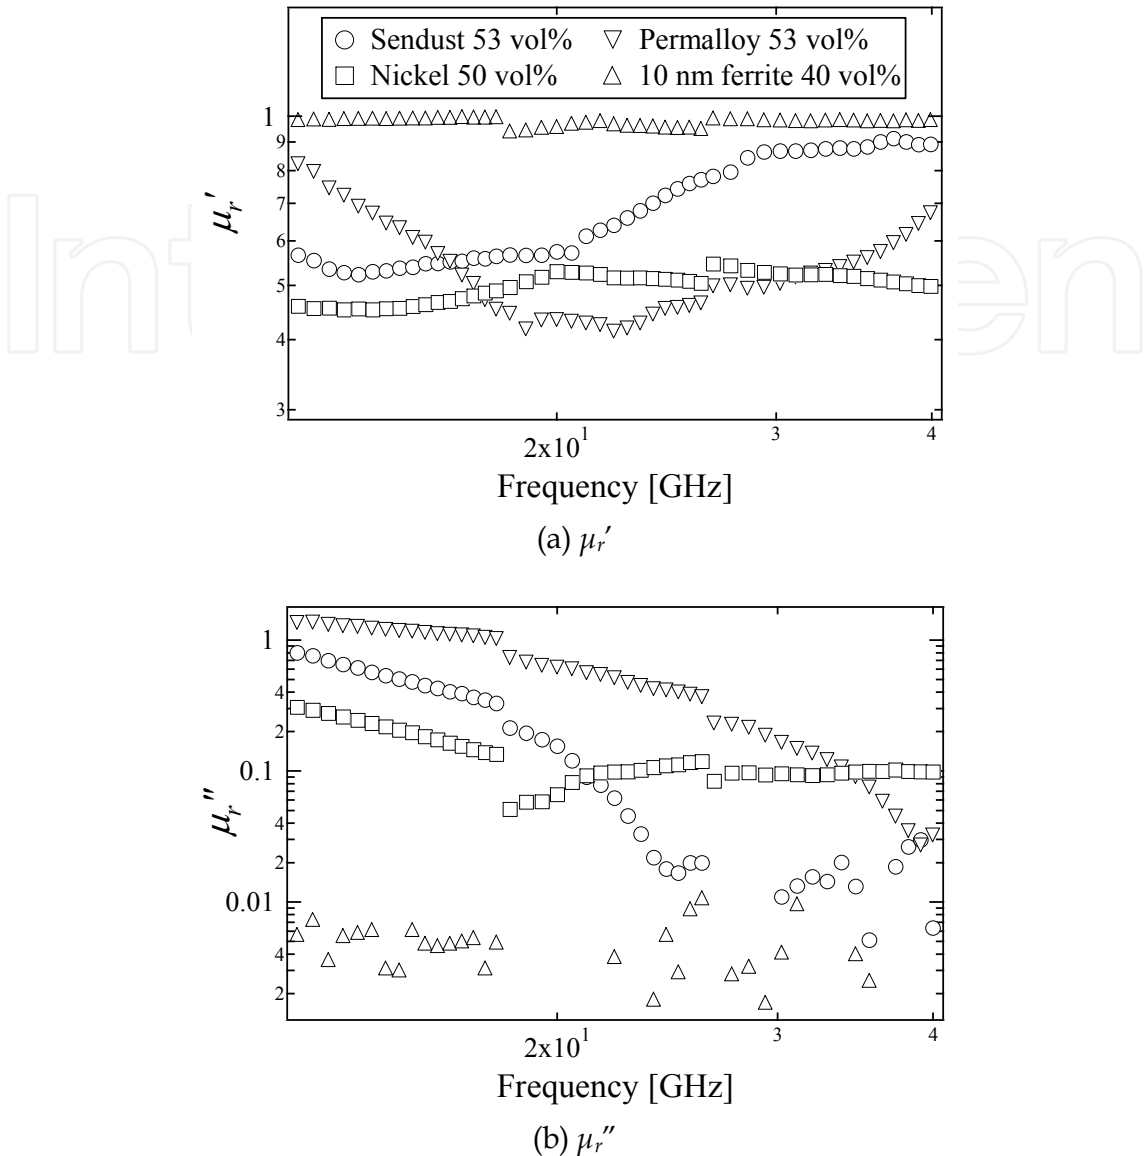 Sendust 53 vol% Permalloy 53 vol%
Nickel 50 vol% 10 nm ferrite 40 vol%
1
9
8
7
6
5
4
3
μr'
2x10¹ 3 4
Frequency [GHz]
(a) μr′
1
4
2
0.1
4
2
0.01
4
2
μr''
2x10¹ 3 4
Frequency [GHz]
(b) μr″